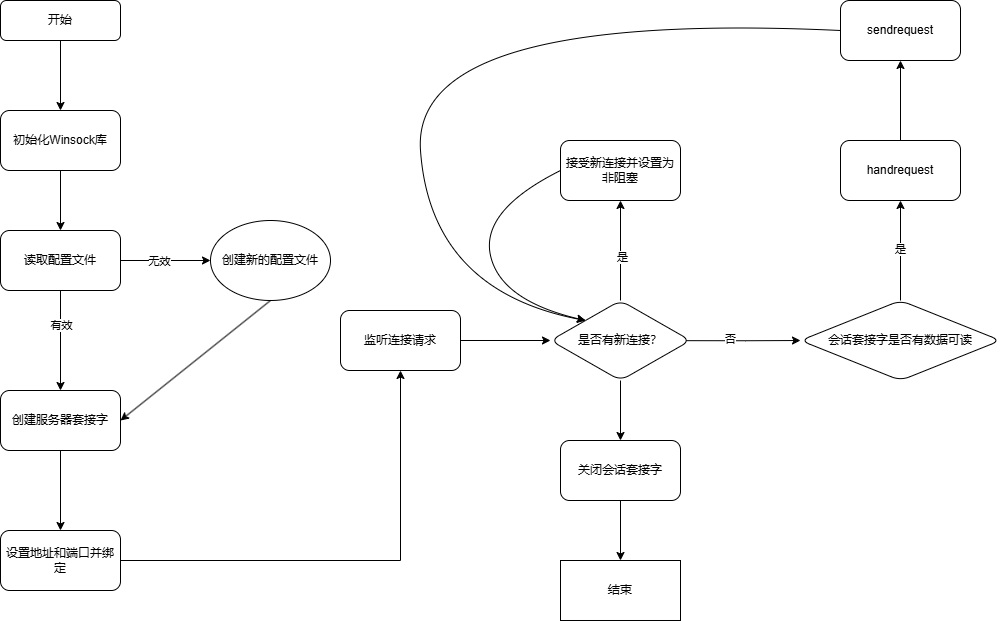 开始
初始化Winsock库
读取配置文件
无效
创建新的配置文件
有效
创建服务器套接字
设置地址和端口并绑
定
监听连接请求
是否有新连接?
是
接受新连接并设置为
非阻塞
否
会话套接字是否有数据可读
是
handrequest
sendrequest
关闭会话套接字
结束